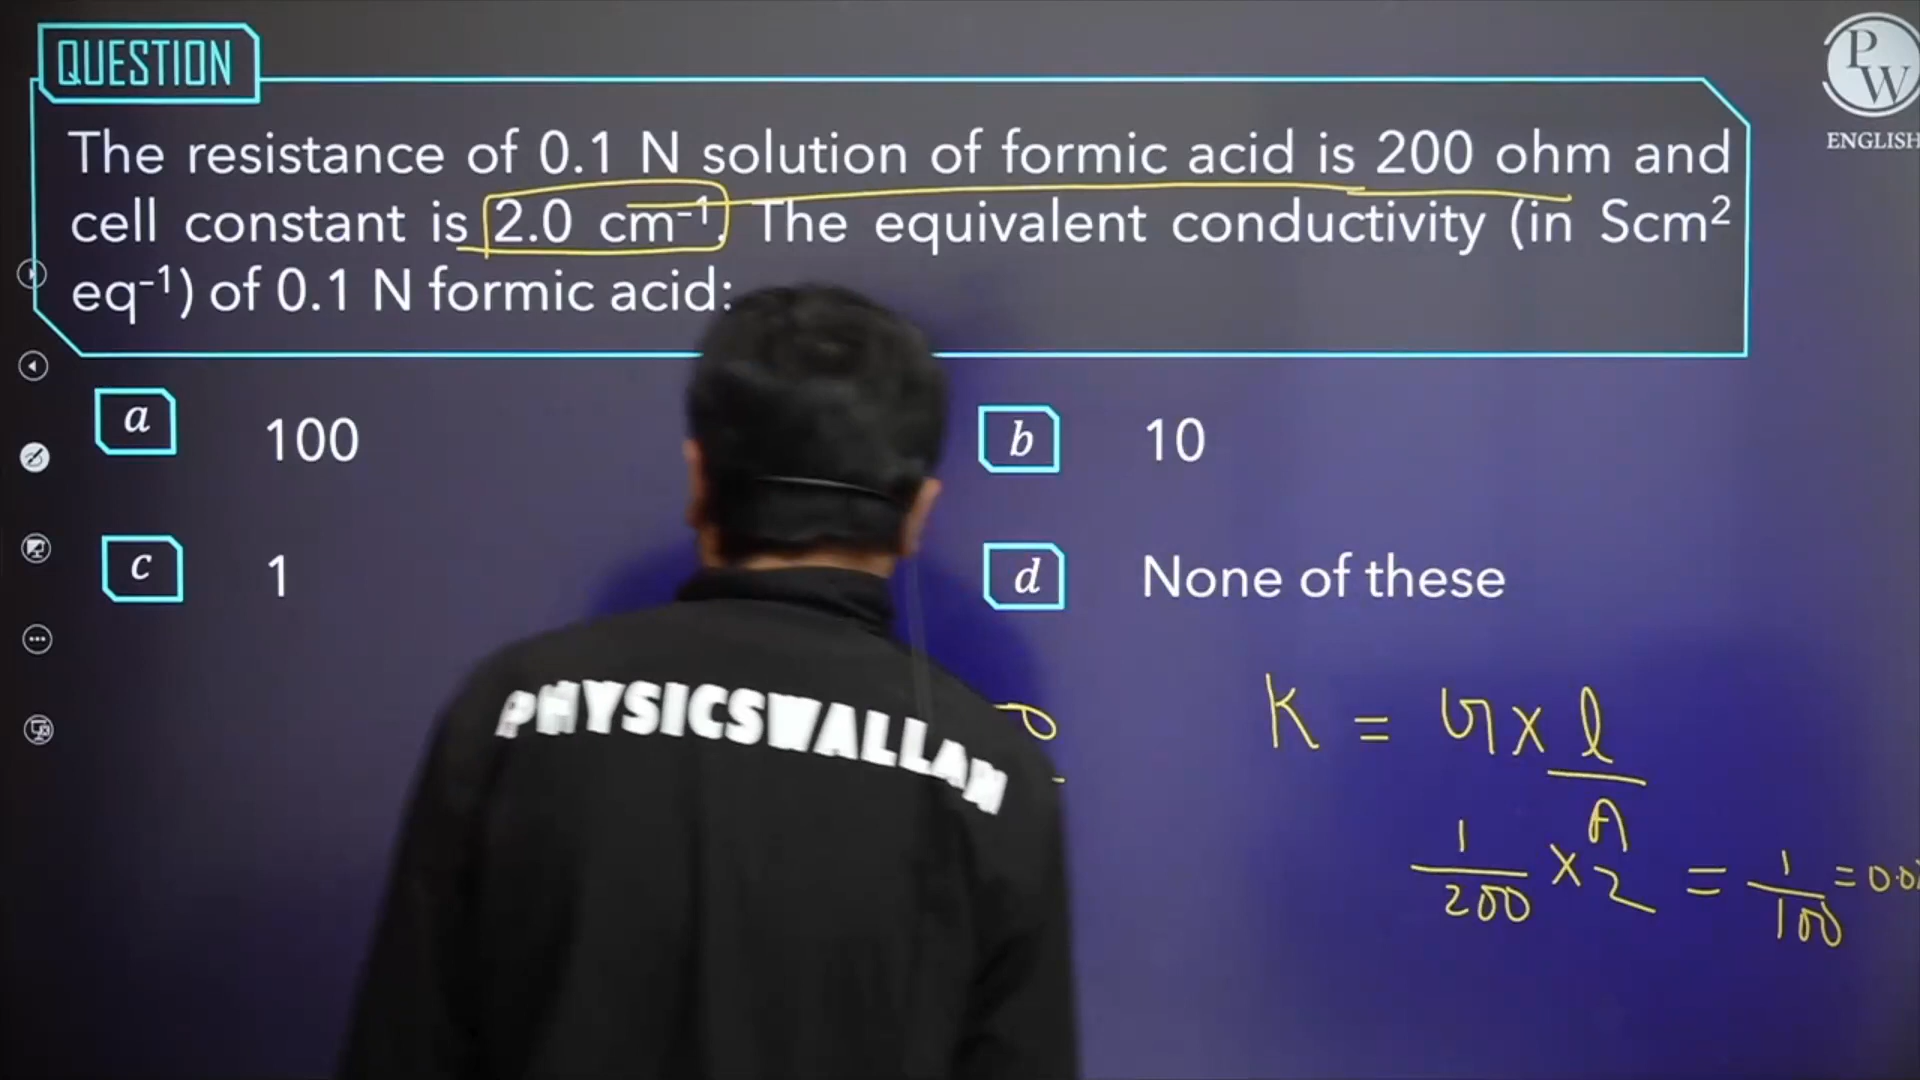 QUESTION
PW
ENGLISH
The resistance of 0.1 N solution of formic acid is 200 ohm and
cell constant is 2.0 cm⁻¹. The equivalent conductivity (in Scm²
eq⁻¹) of 0.1 N formic acid:
a 100
b 10
c 1
d None of these
PHYSICSWALLAH
K = G × l/A
1/200 × 2 = 1/100 =